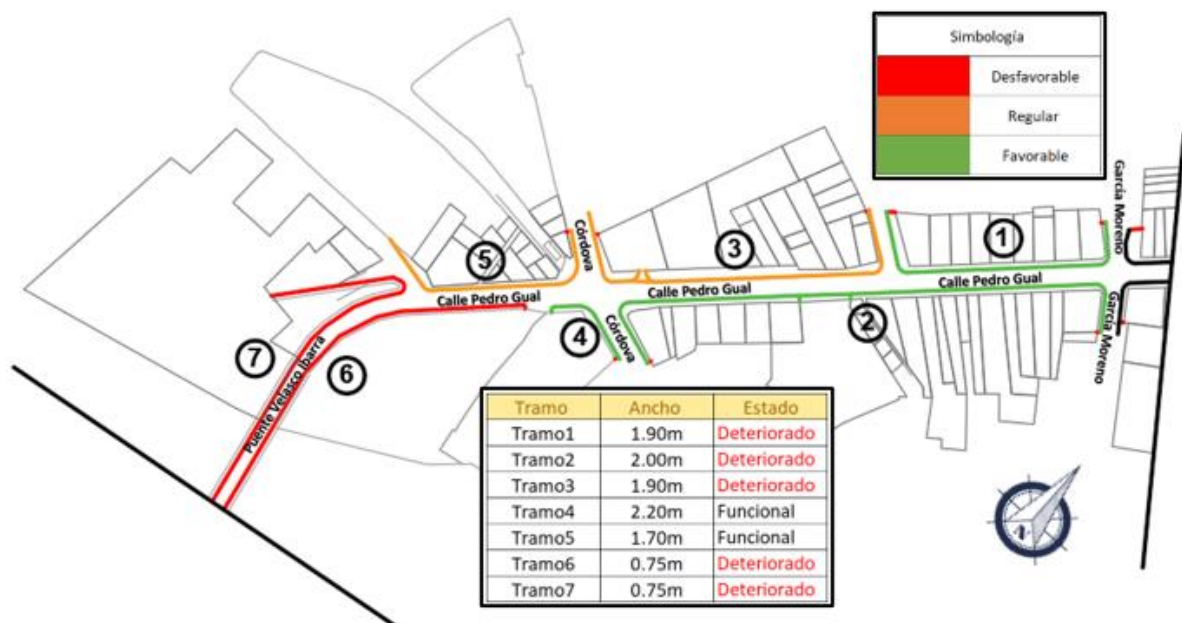 Simbología
Desfavorable
Regular
Favorable
García Moreno
1
3
5
Córdova
Calle Pedro Gual
Calle Pedro Gual
Calle Pedro Gual
2
4
Córdova
García Moreno
7
6
Puente Velasco Ibarra
Tramo Ancho Estado
Tramo1 1.90m Deteriorado
Tramo2 2.00m Deteriorado
Tramo3 1.90m Deteriorado
Tramo4 2.20m Funcional
Tramo5 1.70m Funcional
Tramo6 0.75m Deteriorado
Tramo7 0.75m Deteriorado
N